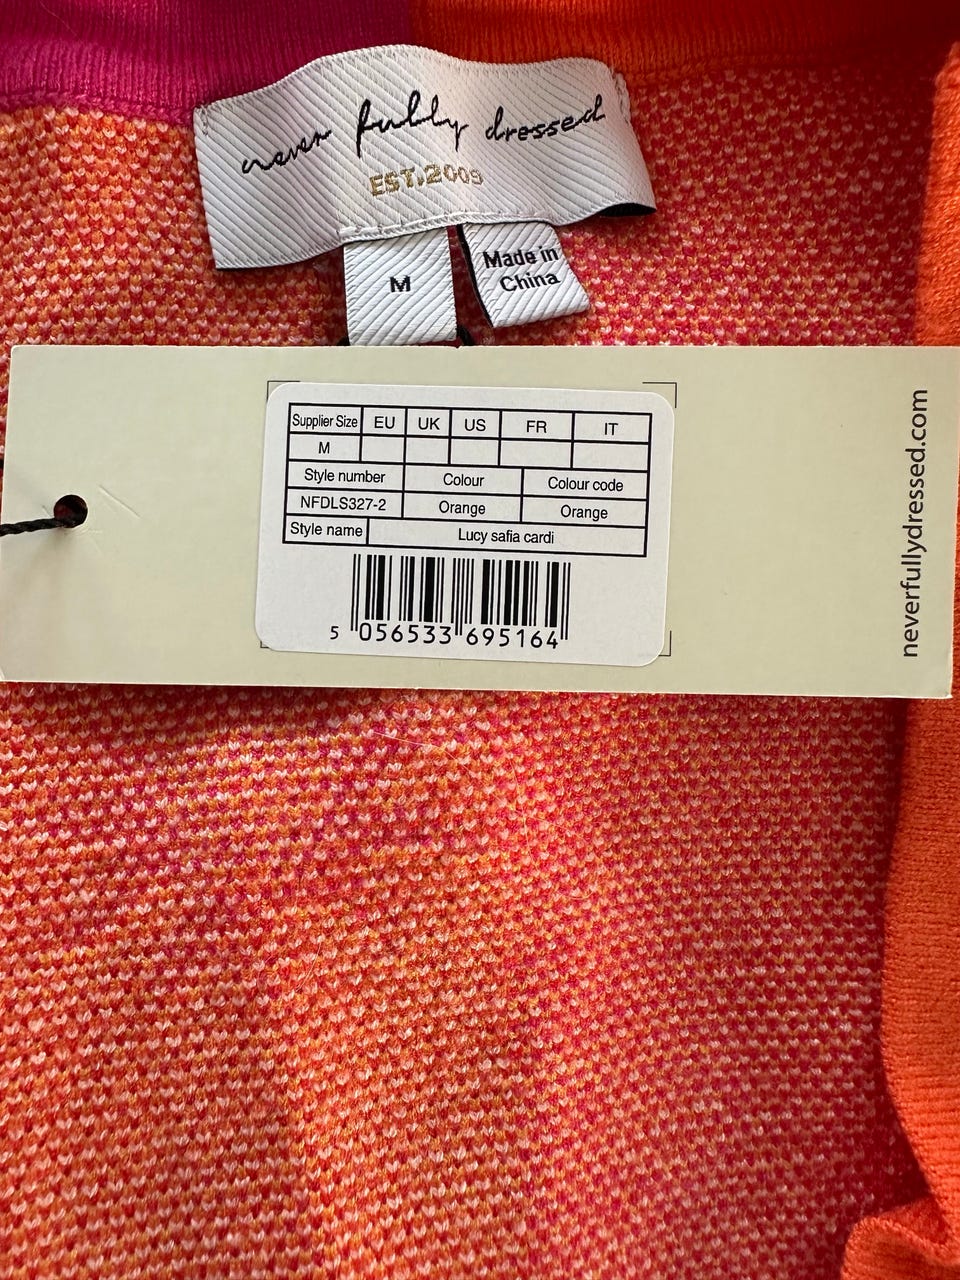 never fully dressed
EST.2009
M
Made in
China
Supplier Size EU UK US FR IT
M
Style number Colour Colour code
NFDLS327-2 Orange Orange
Style name Lucy safia cardi
5 056533 695164
neverfullydressed.com